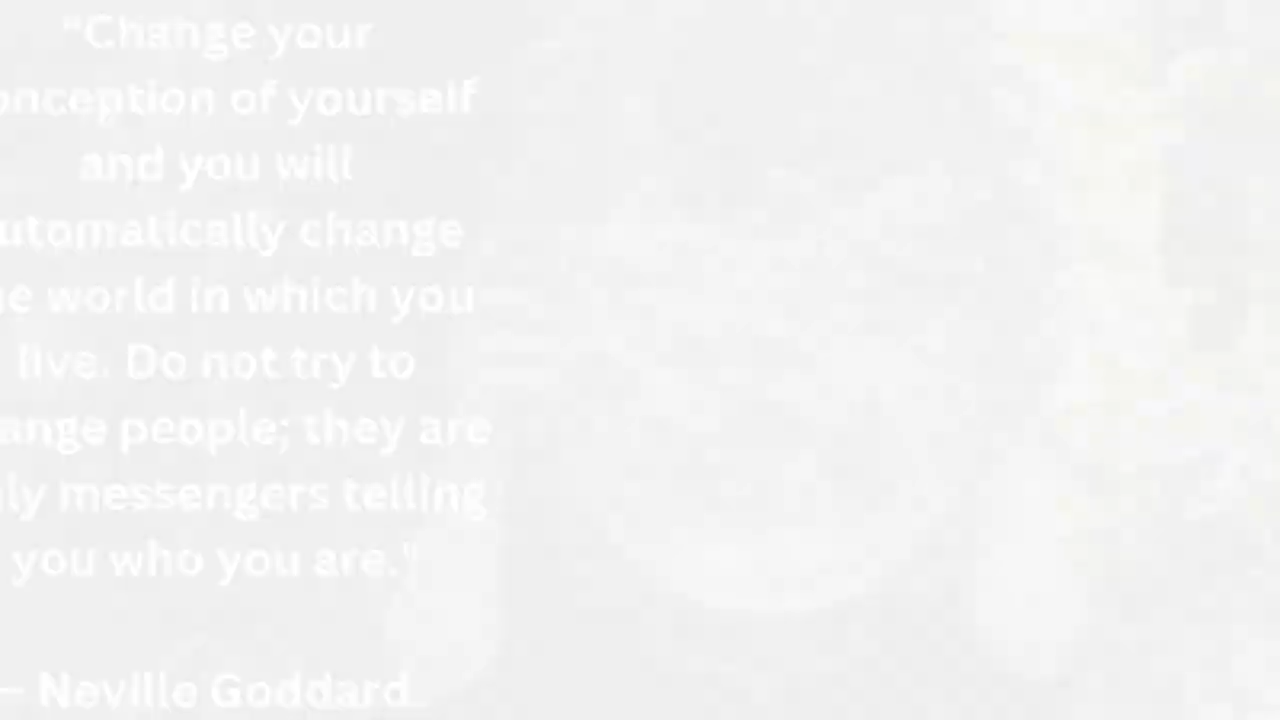 "Change your
onception of yourself
and you will
utomatically change
e world in which you
live. Do not try to
ange people; they are
ly messengers telling
you who you are."
– Neville Goddard